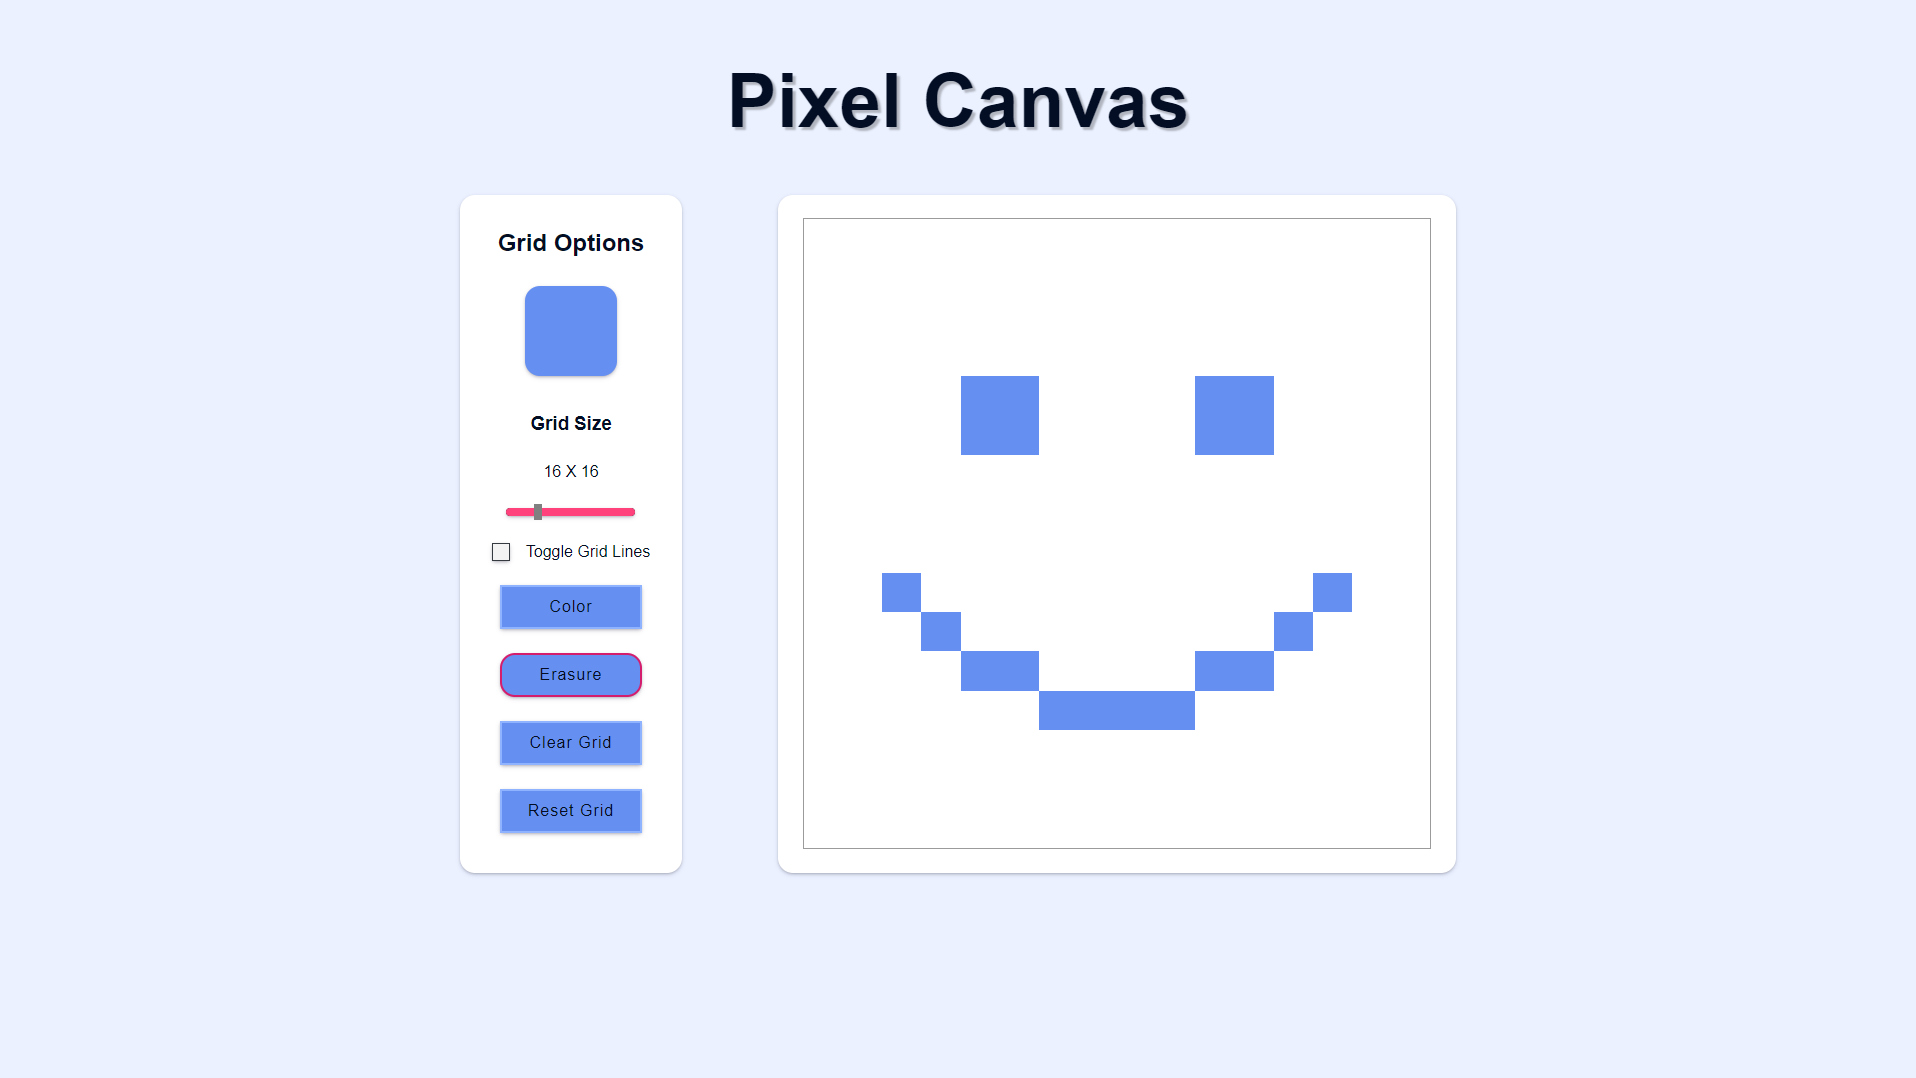 Pixel Canvas
Grid Options
Grid Size
16 X 16
Toggle Grid Lines
Color
Erasure
Clear Grid
Reset Grid